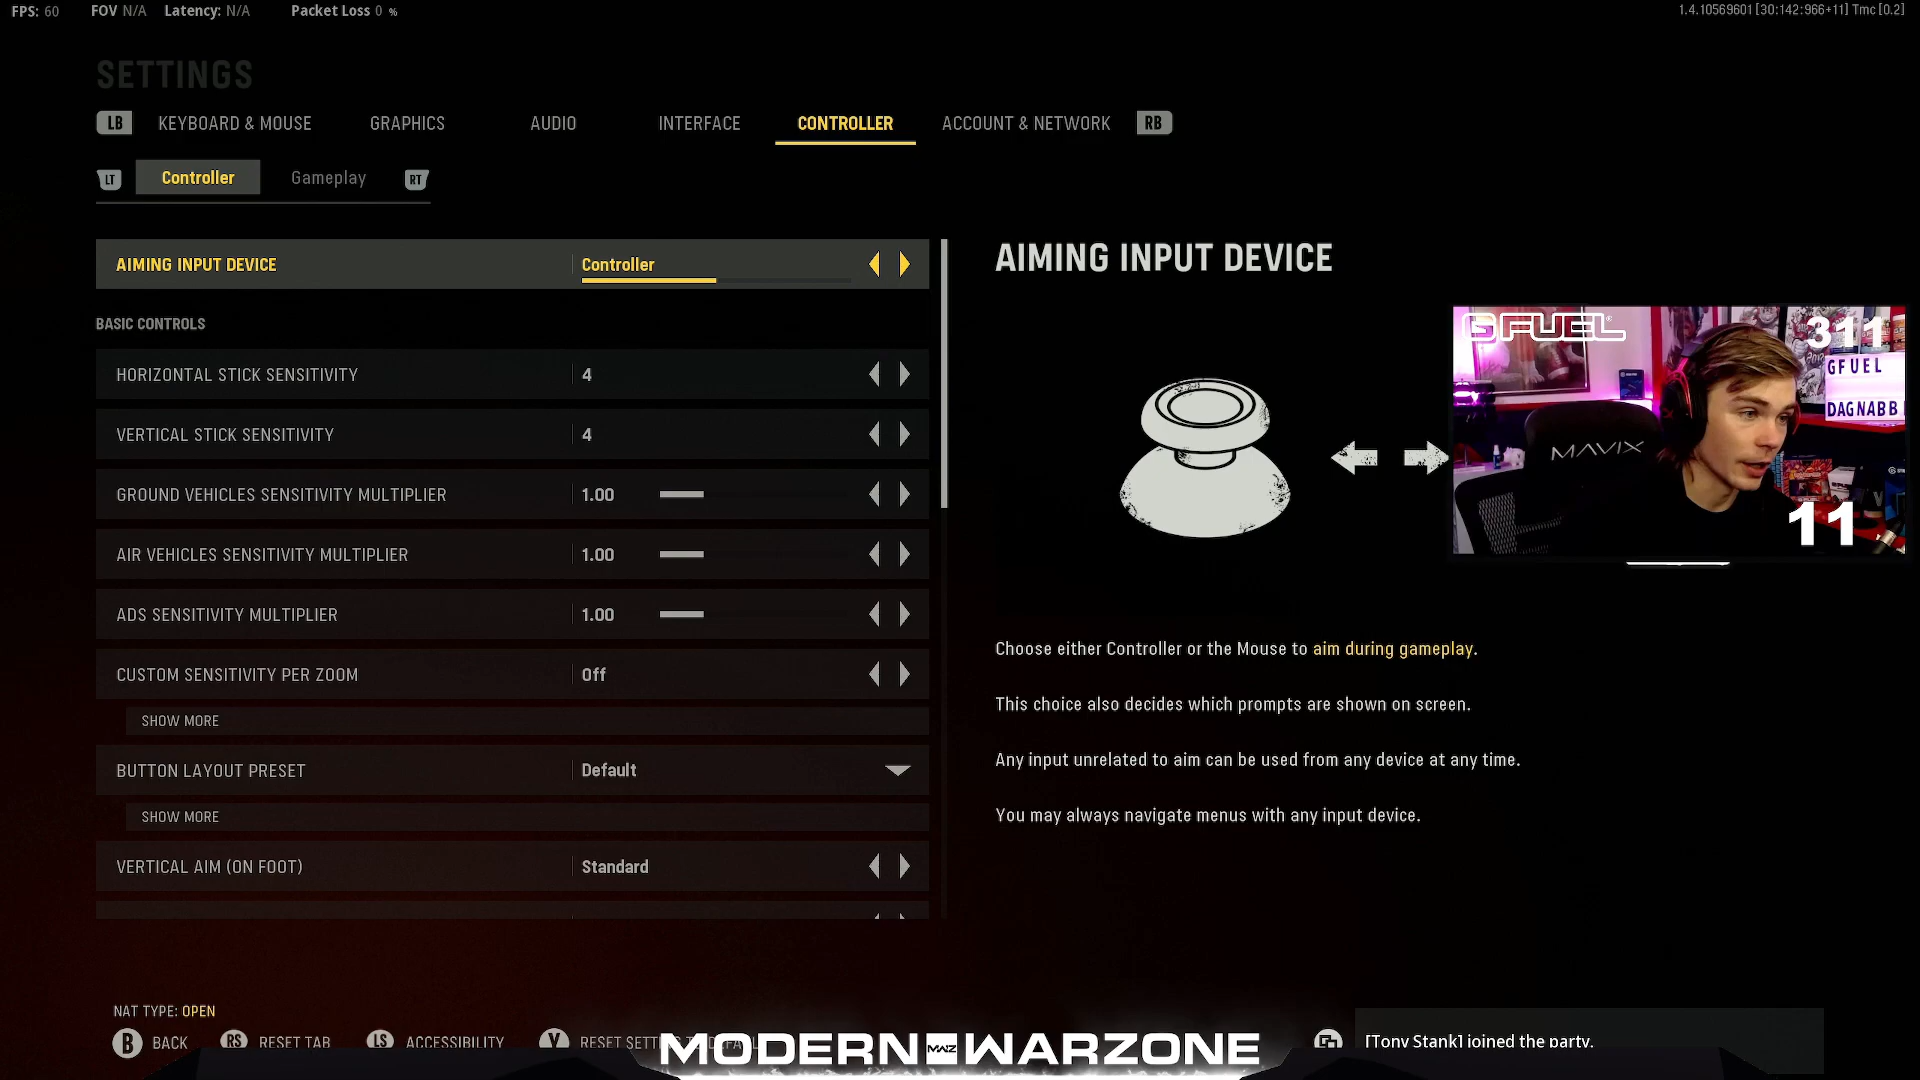 FPS: 60 FOV N/A Latency: N/A Packet Loss 0 %
1.4.10569601 [30:142:966+11] Tmc [0.2]
SETTINGS
LB KEYBOARD & MOUSE GRAPHICS AUDIO INTERFACE CONTROLLER ACCOUNT & NETWORK RB
LT Controller Gameplay RT
AIMING INPUT DEVICE Controller
BASIC CONTROLS
HORIZONTAL STICK SENSITIVITY 4
VERTICAL STICK SENSITIVITY 4
GROUND VEHICLES SENSITIVITY MULTIPLIER 1.00
AIR VEHICLES SENSITIVITY MULTIPLIER 1.00
ADS SENSITIVITY MULTIPLIER 1.00
CUSTOM SENSITIVITY PER ZOOM Off
SHOW MORE
BUTTON LAYOUT PRESET Default
SHOW MORE
VERTICAL AIM (ON FOOT) Standard
AIMING INPUT DEVICE
G FUEL
311
GFUEL
DAGNABB
MAVIX
11
Choose either Controller or the Mouse to aim during gameplay.
This choice also decides which prompts are shown on screen.
Any input unrelated to aim can be used from any device at any time.
You may always navigate menus with any input device.
NAT TYPE: OPEN
B BACK RS RESET TAB LS ACCESSIBILITY Y RESET
MODERN MWZ WARZONE
[Tony Stank] joined the party.